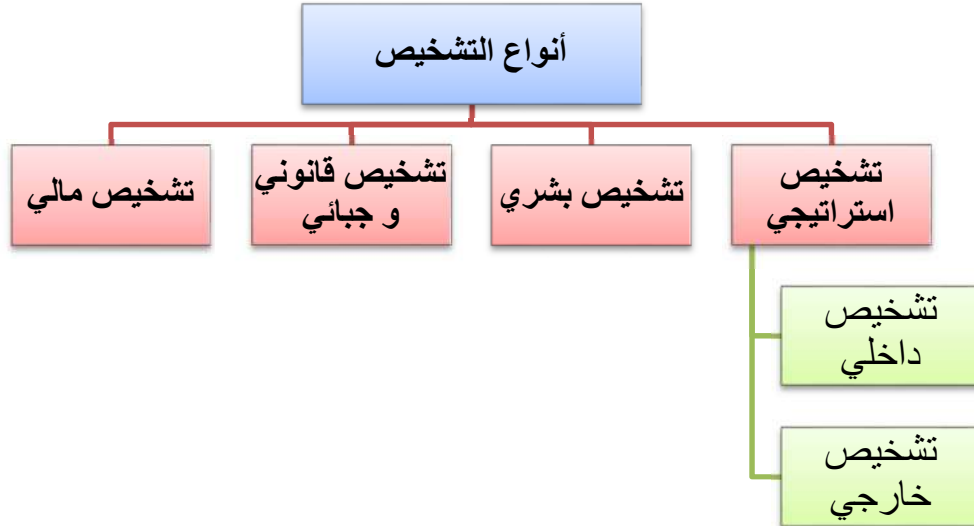 أنواع التشخيص
تشخيص
استراتيجي
تشخيص بشري
تشخيص قانوني
و جبائي
تشخيص مالي
تشخيص
داخلي
تشخيص
خارجي